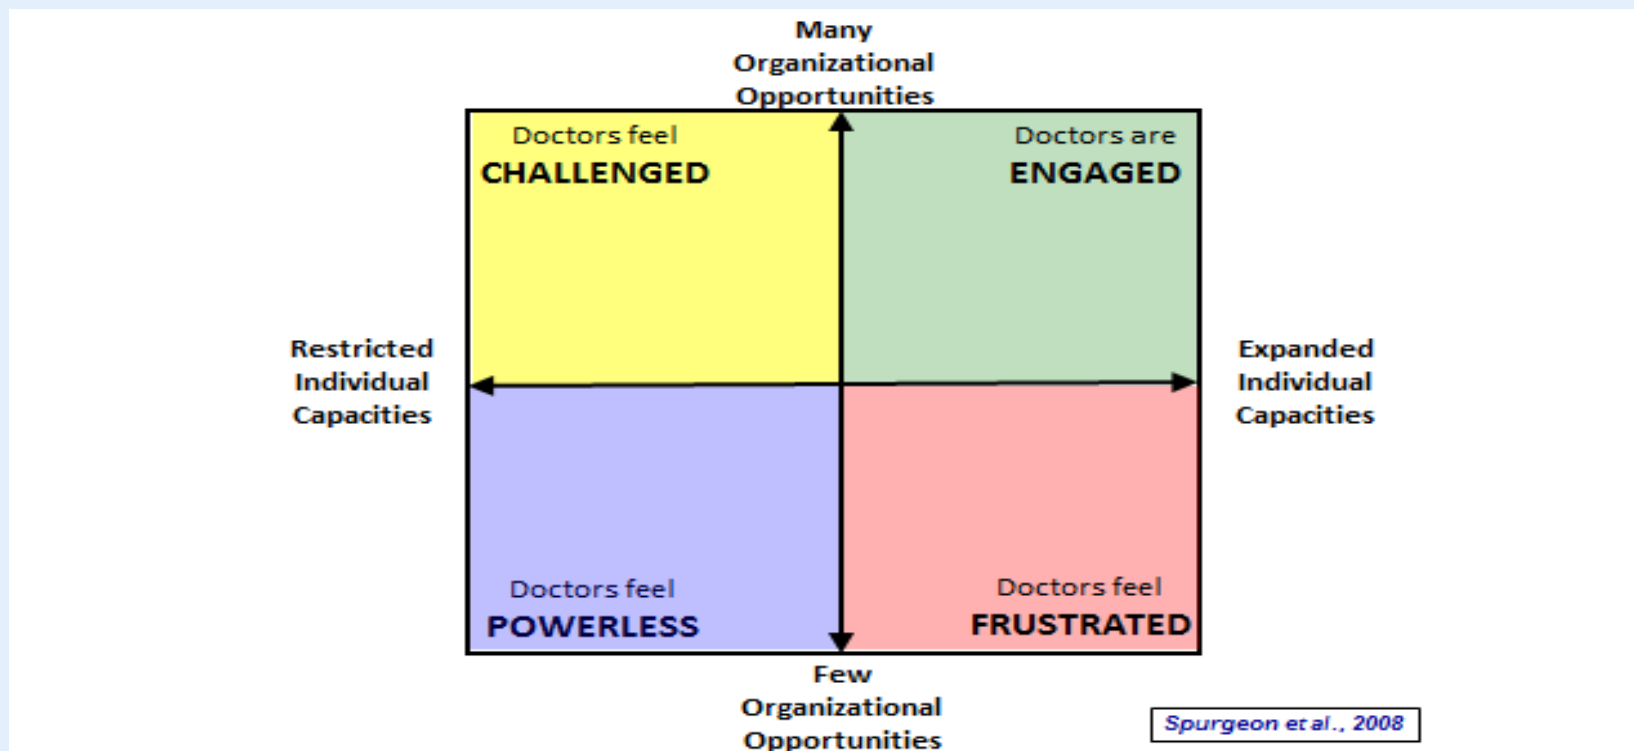 Many
Organizational
Opportunities
Doctors feel
CHALLENGED
Doctors are
ENGAGED
Restricted
Individual
Capacities
Expanded
Individual
Capacities
Doctors feel
POWERLESS
Doctors feel
FRUSTRATED
Few
Organizational
Opportunities
Spurgeon et al., 2008